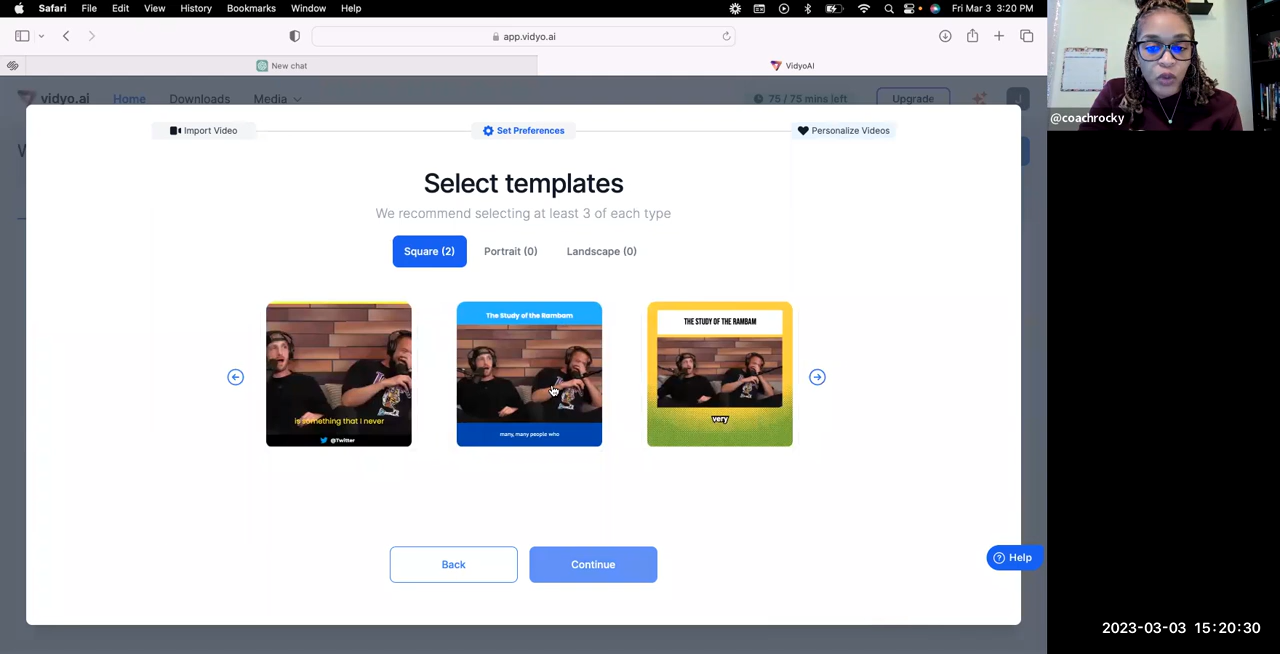 Safari File Edit View History Bookmarks Window Help Fri Mar 3 3:20 PM
app.vidyo.ai
New chat
VidyoAI
vidyo.ai Home Downloads Media 75 / 75 mins left Upgrade
Import Video
Set Preferences
Personalize Videos
Select templates
We recommend selecting at least 3 of each type
Square (2) Portrait (0) Landscape (0)
is something that I never
@Twitter
The Study of the Rambam
many, many people who
THE STUDY OF THE RAMBAM
very
Back
Continue
Help
@coachrocky
2023-03-03 15:20:30